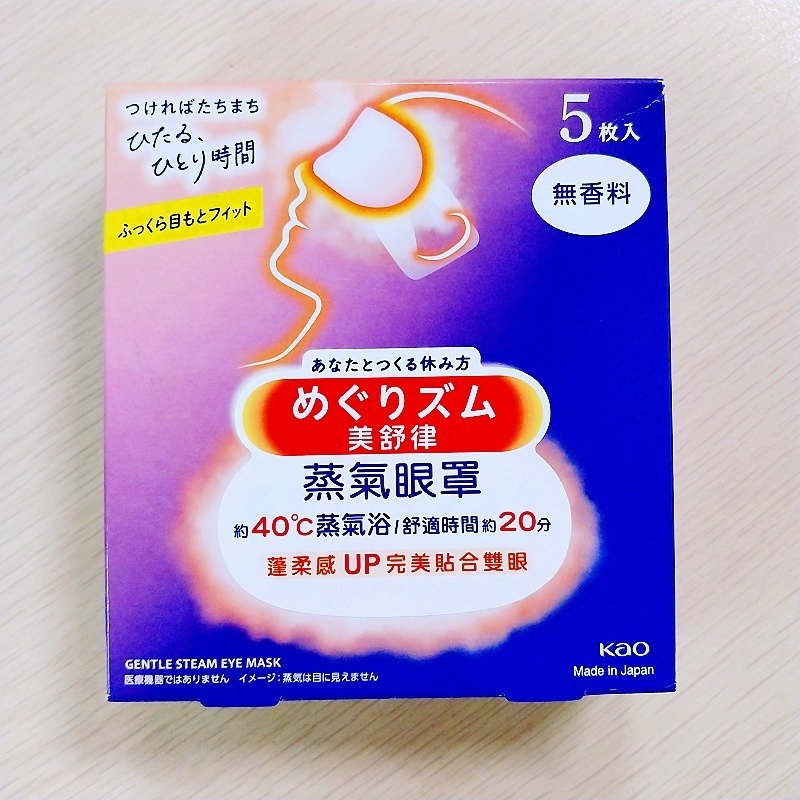 つければたちまち
ひたる、
ひとり時間
ふっくら目もとフィット
5枚入
無香料
あなたとつくる休み方
めぐりズム
美舒律
蒸氣眼罩
約40℃蒸氣浴/舒適時間約20分
蓬柔感UP完美貼合雙眼
GENTLE STEAM EYE MASK
医療機器ではありません イメージ:蒸気は目に見えません
Kao
Made in Japan